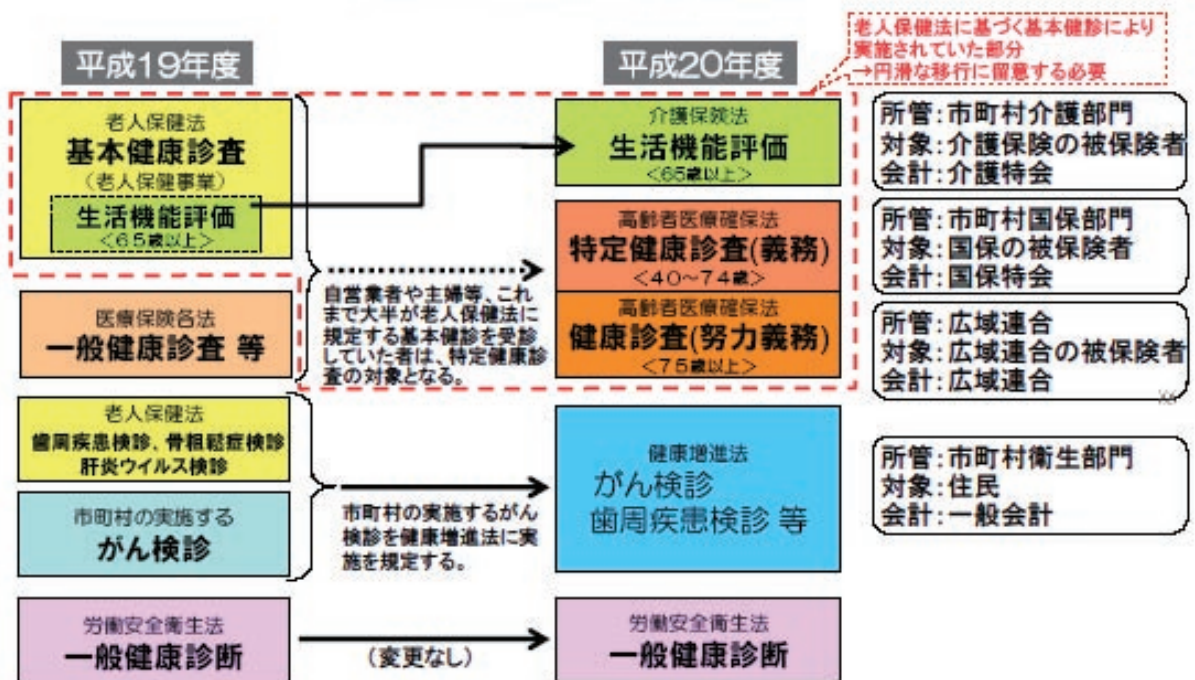 平成19年度
平成20年度
老人保健法に基づく基本健診により
実施されていた部分
→円滑な移行に留意する必要
老人保健法
基本健康診査
(老人保健事業)
生活機能評価
<65歳以上>
医療保険各法
一般健康診査 等
自営業者や主婦等、これ
まで大半が老人保健法に
規定する基本健診を受診
していた者は、特定健康診
査の対象となる。
介護保険法
生活機能評価
<65歳以上>
高齢者医療確保法
特定健康診査(義務)
<40～74歳>
高齢者医療確保法
健康診査(努力義務)
<75歳以上>
所管:市町村介護部門
対象:介護保険の被保険者
会計:介護特会
所管:市町村国保部門
対象:国保の被保険者
会計:国保特会
所管:広域連合
対象:広域連合の被保険者
会計:広域連合
老人保健法
歯周疾患検診、骨粗鬆症検診
肝炎ウイルス検診
市町村の実施する
がん検診
市町村の実施するがん
検診を健康増進法に実
施を規定する。
健康増進法
がん検診
歯周疾患検診 等
所管:市町村衛生部門
対象:住民
会計:一般会計
労働安全衛生法
一般健康診断
(変更なし)
労働安全衛生法
一般健康診断